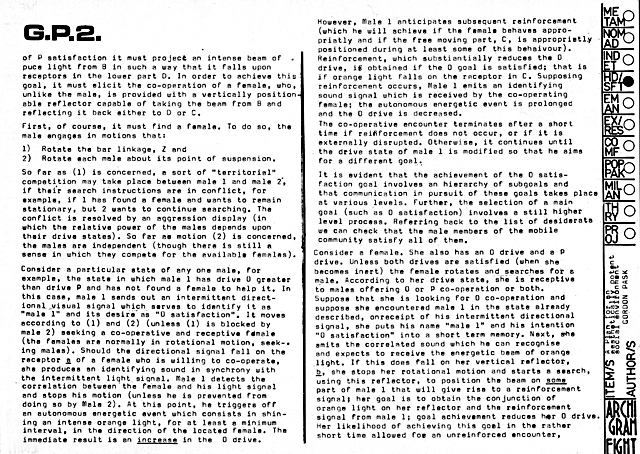 G.P.2.
of P satisfaction it must project an intense beam of
puce light from B in such a way that it falls upon
receptors in the lower part D. In order to achieve this
goal, it must elicit the co-operation of a female, who,
unlike the male, is provided with a vertically position-
able reflector capable of taking the beam from B and
reflecting it back either to D or C.
First, of course, it must find a female. To do so, the
male engages in motions that:
1) Rotate the bar linkage, Z and
2) Rotate each male about its point of suspension.
So far as (1) is concerned, a sort of "territorial"
competition may take place between male 1 and male 2,
if their search instructions are in conflict, for
example, if 1 has found a female and wants to remain
stationary, but 2 wants to continue searching. The
conflict is resolved by an aggression display (in
which the relative power of the males depends upon
their drive states). So far as motion (2) is concerned,
the males are independent (though there is still a
sense in which they compete for the available females).
Consider a particular state of any one male, for
example, the state in which male 1 has drive O greater
than drive P and has not found a female to help it. In
this case, male 1 sends out an intermittent direct-
ional visual signal which serves to identify it as
"male 1" and its desire as "O satisfaction". It moves
according to (1) and (2) (unless (1) is blocked by
male 2) seeking a co-operative and receptive female
(the females are normally in rotational motion, seek-
ing males). Should the directional signal fall on the
receptor a of a female who is willing to co-operate,
she produces an identifying sound in synchrony with
the intermittent light signal. Male 1 detects the
correlation between the female and his light signal
and stops his motion (unless he is prevented from
doing so by Male 2). At this point, he triggers off
an autonomous energetic event which consists in shin-
ing an intense orange light, for at least a minimum
interval, in the direction of the located female. The
immediate result is an increase in the O drive.
However, Male 1 anticipates subsequent reinforcement
(which he will achieve if the female behaves appro-
priatly and if the free moving part, C, is appropriatly
positioned during at least some of this behaviour).
Reinforcement, which substantially reduces the O
drive, is obtained if the O goal is satisfied; that is
if orange light falls on the receptor in C. Supposing
reinforcement occurs, Male 1 emits an identifying
sound signal which is received by the co-operating
female; the autonomous energetic event is prolonged
and the O drive is decreased.
The co-operative encounter terminates after a short
time if reinforcement does not occur, or if it is
externally disrupted. Otherwise, it continues until
the drive state of male 1 is modified so that he aims
for a different goal.
It is evident that the achievement of the O satis-
faction goal involves an hierarchy of subgoals and
that communication in pursuit of these goals takes place
at various levels. Further, the selection of a main
goal (such as O satisfaction) involves a still higher
level process. Referring back to the list of desiderata
we can check that the male members of the mobile
community satisfy all of them.
Consider a female. She also has an O drive and a P
drive. Unless both drives are satisfied (when she
becomes inert) the female rotates and searches for a
male. According to her drive state, she is receptive
to males offering O or P co-operation or both.
Suppose that she is looking for O co-operation and
suppose she encountered male 1 in the state already
described, onreceipt of his intermittent directional
signal, she puts his name "male 1" and his intention
"O satisfaction" into a short term memory. Next, she
emits the correlated sound which he can recognise
and expects to receive the energetic beam of orange
light. If this does fall on her vertical reflector,
b, she stops her rotational motion and starts a search,
using this reflector, to position the beam on some
part of male 1 that will give rise to a reinforcement
signal; her goal is to obtain the conjunction of
orange light on her reflector and the reinforcement
signal from male 1; goal achievement reduces her O drive.
Her likelihood of achieving this goal in the rather
short time allowed for an unreinforced encounter,
ME
TAM
NOM
AD
IND
ET
HD/
SFT
EM
AN
EX/
RES
CO
MF
POP
PAK
MIL
AN
TH
RY
PR
OJ
ITEM/S
AUTHOR/S
GORDON PASK
ARCHI
GRAM
FIGHT